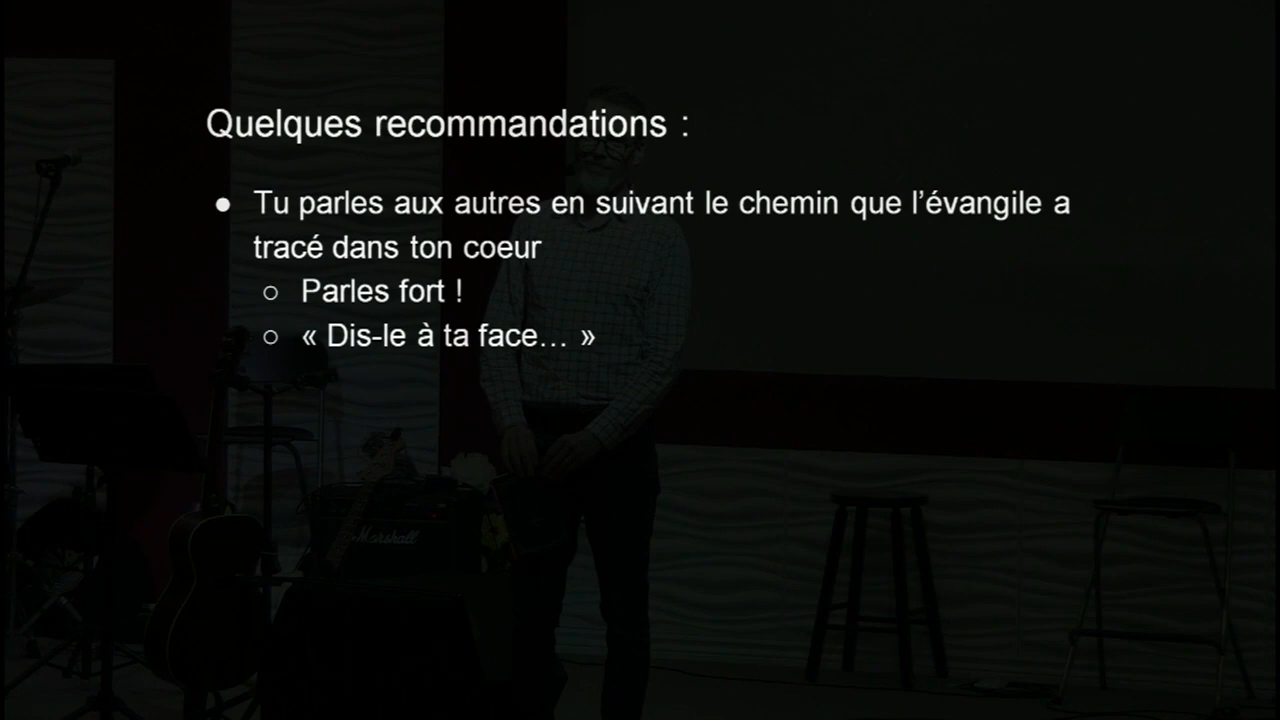 Quelques recommandations :
● Tu parles aux autres en suivant le chemin que l’évangile a
tracé dans ton coeur
○ Parles fort !
○ « Dis-le à ta face… »
Marshall